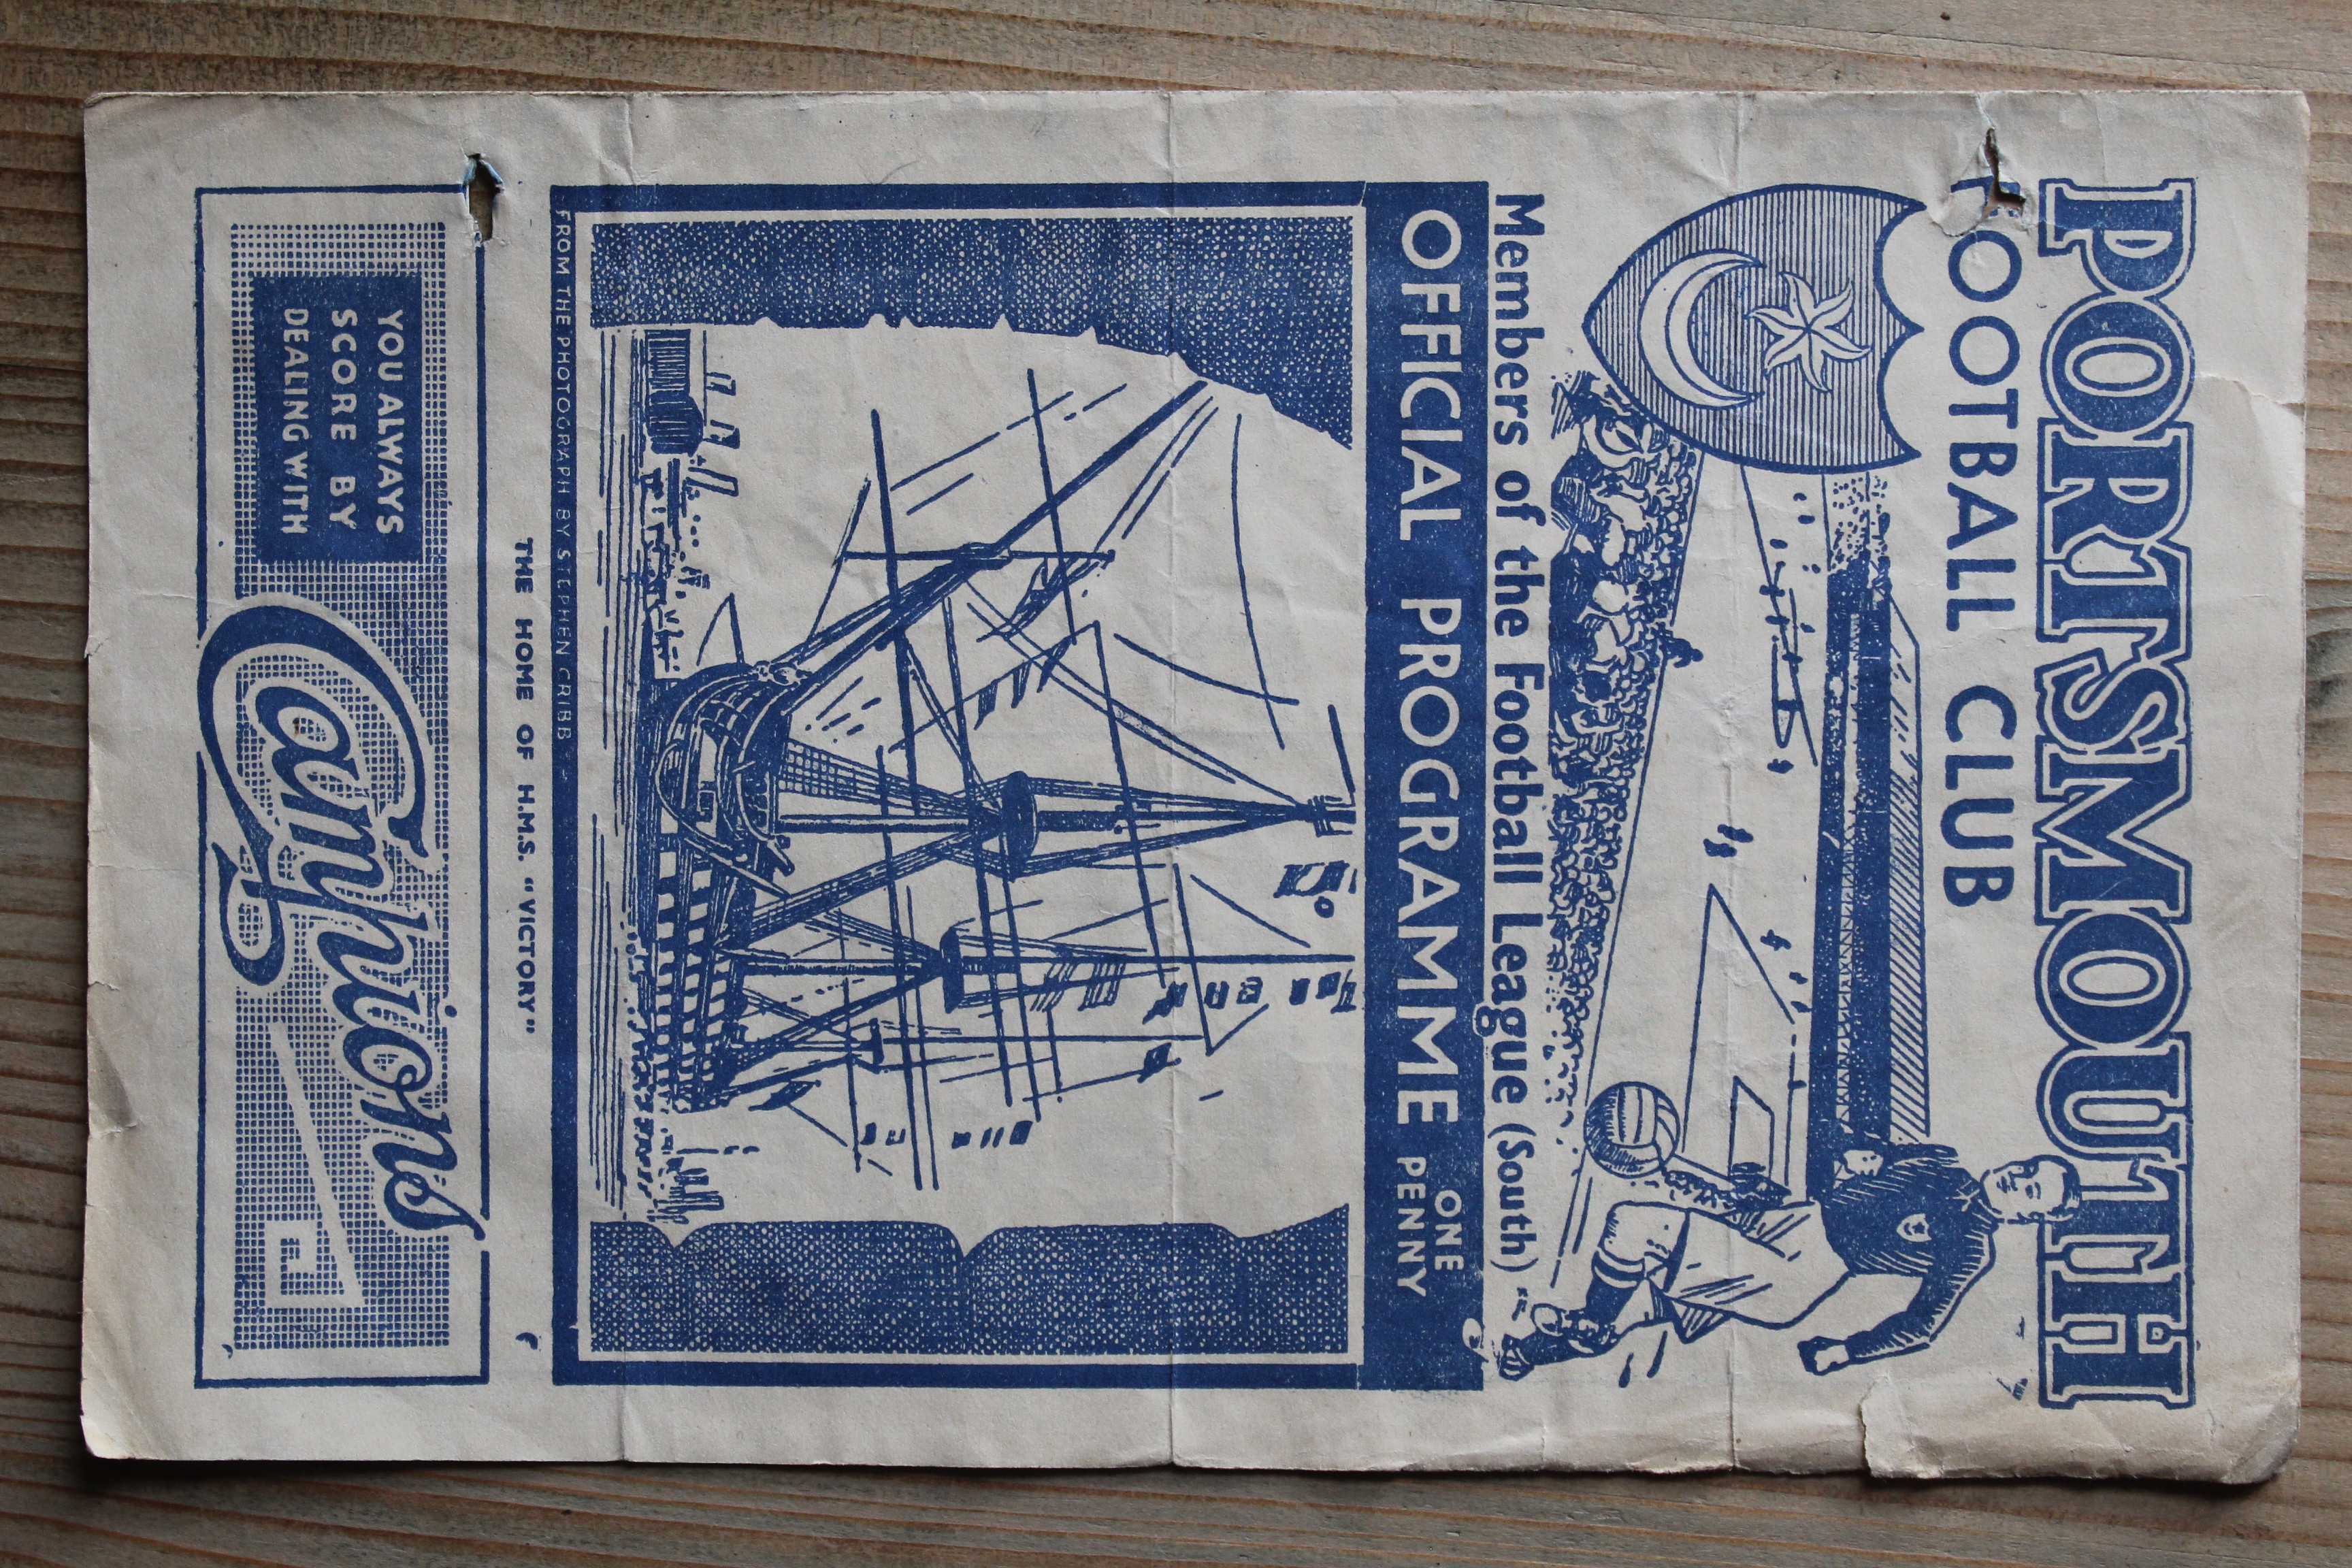 PORTSMOUTH
FOOTBALL CLUB
Members of the Football League (South)
OFFICIAL PROGRAMME ONE PENNY
FROM THE PHOTOGRAPH BY STEPHEN CRIBB
THE HOME OF H.M.S. "VICTORY"
YOU ALWAYS
SCORE BY
DEALING WITH
Campions